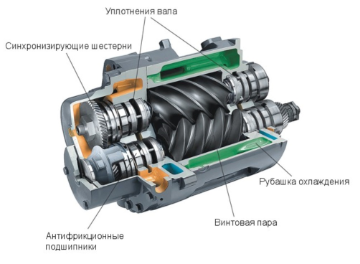 Уплотнения вала
Синхронизирующие шестерни
Рубашка охлаждения
Винтовая пара
Антифрикционные
подшипники